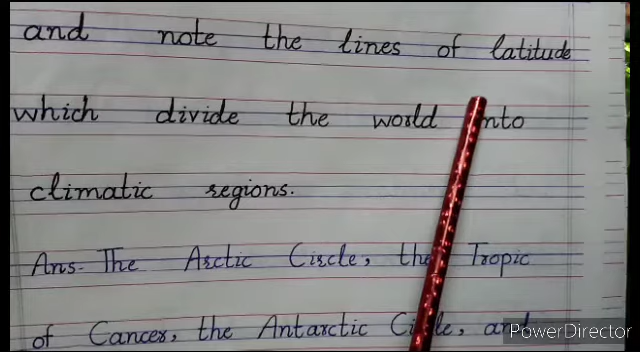 and note the lines of latitude
which divide the world into
climatic regions.
Ans. The Arctic Circle, the Tropic
of Cancer, the Antarctic Circle, and
PowerDirector